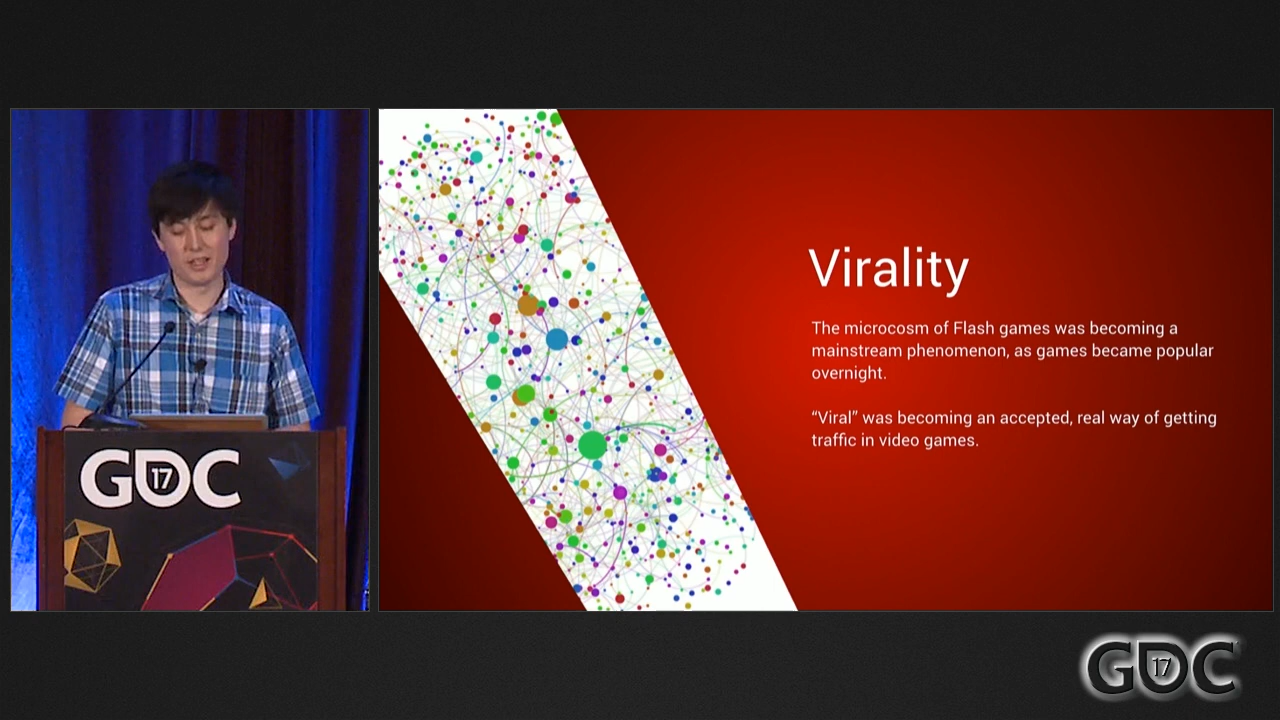 GDC
17
Virality
The microcosm of Flash games was becoming a
mainstream phenomenon, as games became popular
overnight.
“Viral” was becoming an accepted, real way of getting
traffic in video games.
GDC
17